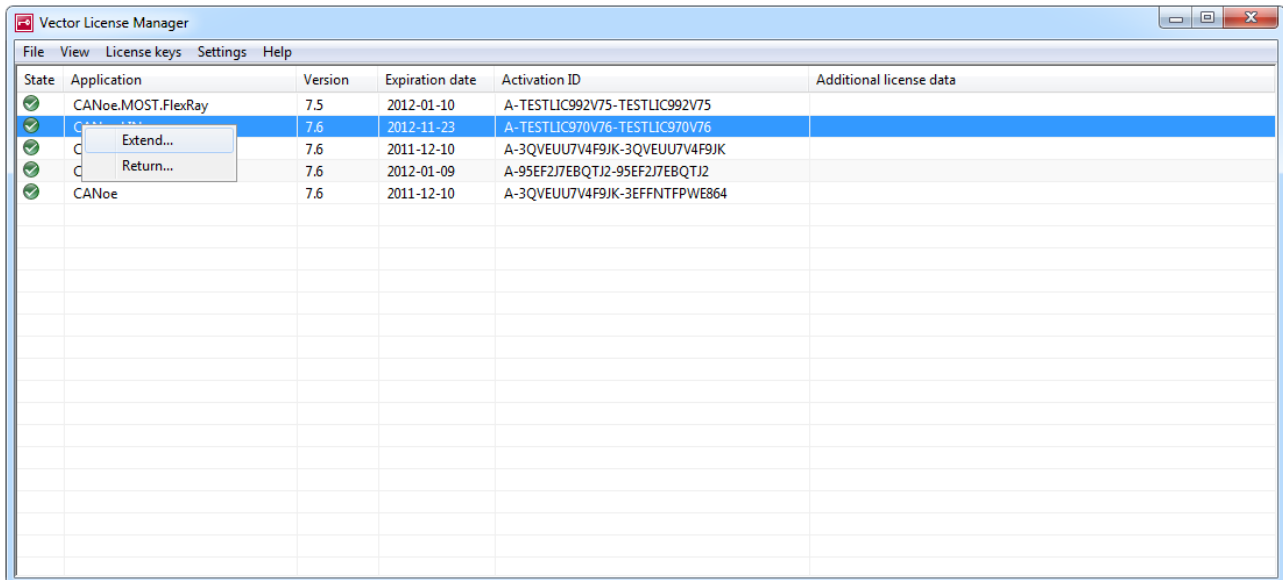 Vector License Manager
File View License keys Settings Help
State Application Version Expiration date Activation ID Additional license data
CANoe.MOST.FlexRay 7.5 2012-01-10 A-TESTLIC992V75-TESTLIC992V75
7.6 2012-11-23 A-TESTLIC970V76-TESTLIC970V76
Extend...
C 7.6 2011-12-10 A-3QVEUU7V4F9JK-3QVEUU7V4F9JK
Return...
C 7.6 2012-01-09 A-95EF2J7EBQTJ2-95EF2J7EBQTJ2
CANoe 7.6 2011-12-10 A-3QVEUU7V4F9JK-3EFFNTFPWE864